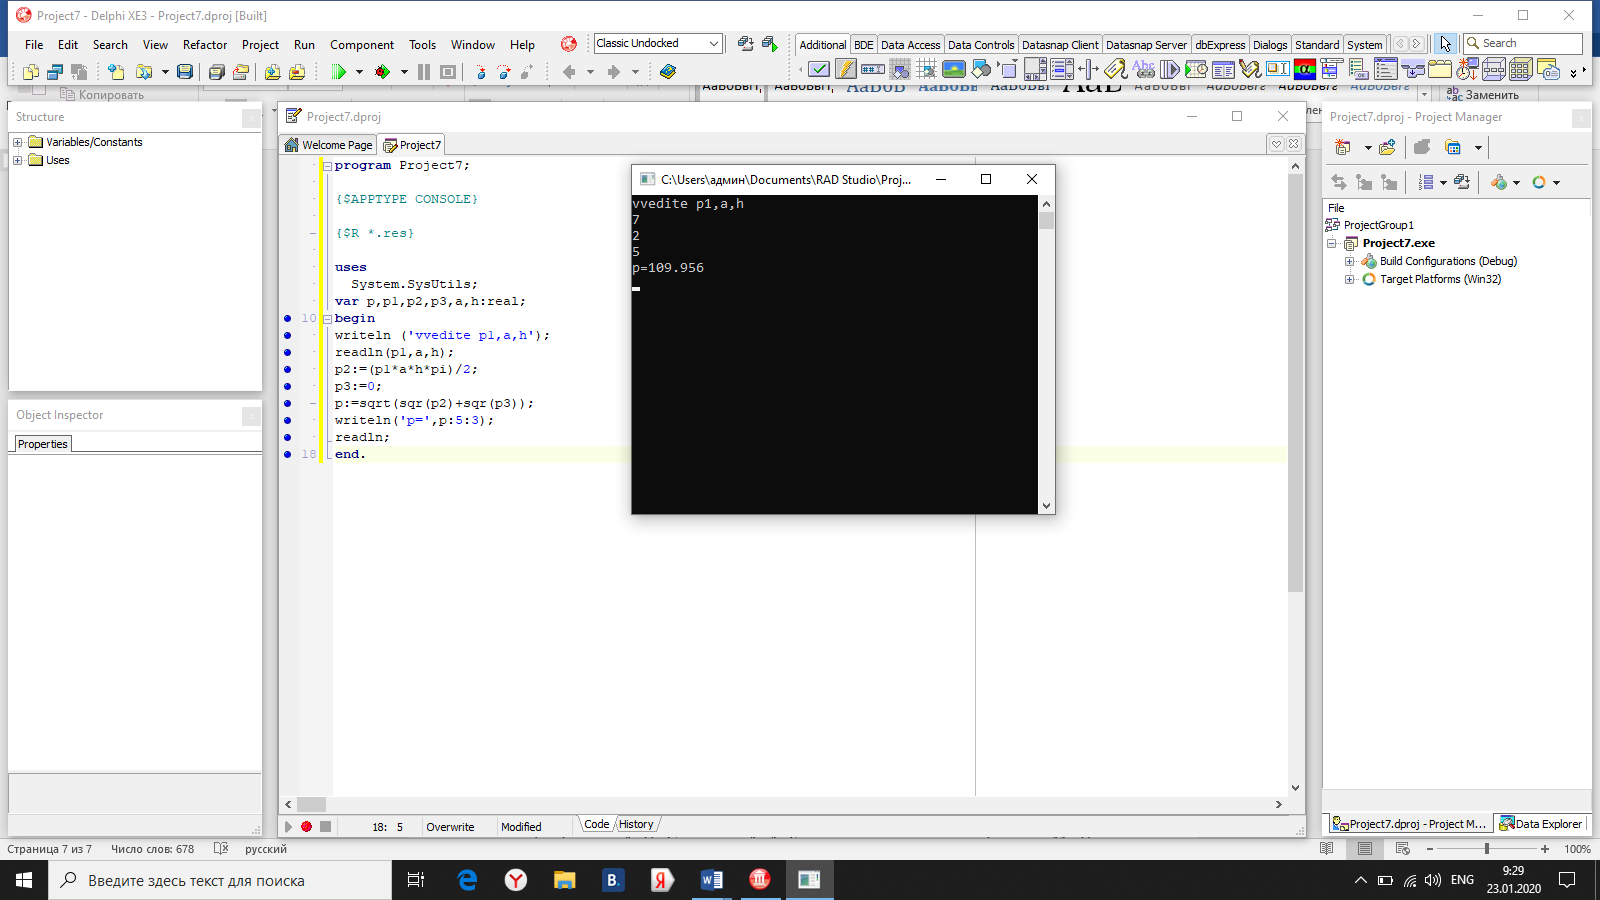 Project7 - Delphi XE3 - Project7.dproj [Built]
File Edit Search View Refactor Project Run Component Tools Window Help
Classic Undocked
Additional BDE Data Access Data Controls Datasnap Client Datasnap Server dbExpress Dialogs Standard System
Search
Копировать
Заменить
Structure
Variables/Constants
Uses
Object Inspector
Properties
Project7.dproj
Welcome Page Project7
program Project7;
{$APPTYPE CONSOLE}
{$R *.res}
uses
System.SysUtils;
var p,p1,p2,p3,a,h:real;
10 begin
writeln ('vvedite p1,a,h');
readln(p1,a,h);
p2:=(p1*a*h*pi)/2;
p3:=0;
p:=sqrt(sqr(p2)+sqr(p3));
writeln('p=',p:5:3);
readln;
18 end.
C:\Users\админ\Documents\RAD Studio\Proj...
vvedite p1,a,h
7
2
5
p=109.956
Project7.dproj - Project Manager
File
ProjectGroup1
Project7.exe
Build Configurations (Debug)
Target Platforms (Win32)
Project7.dproj - Project M... Data Explorer
18: 5 Overwrite Modified Code History
Страница 7 из 7 Число слов: 678 русский 100%
Введите здесь текст для поиска
ENG
9:29
23.01.2020